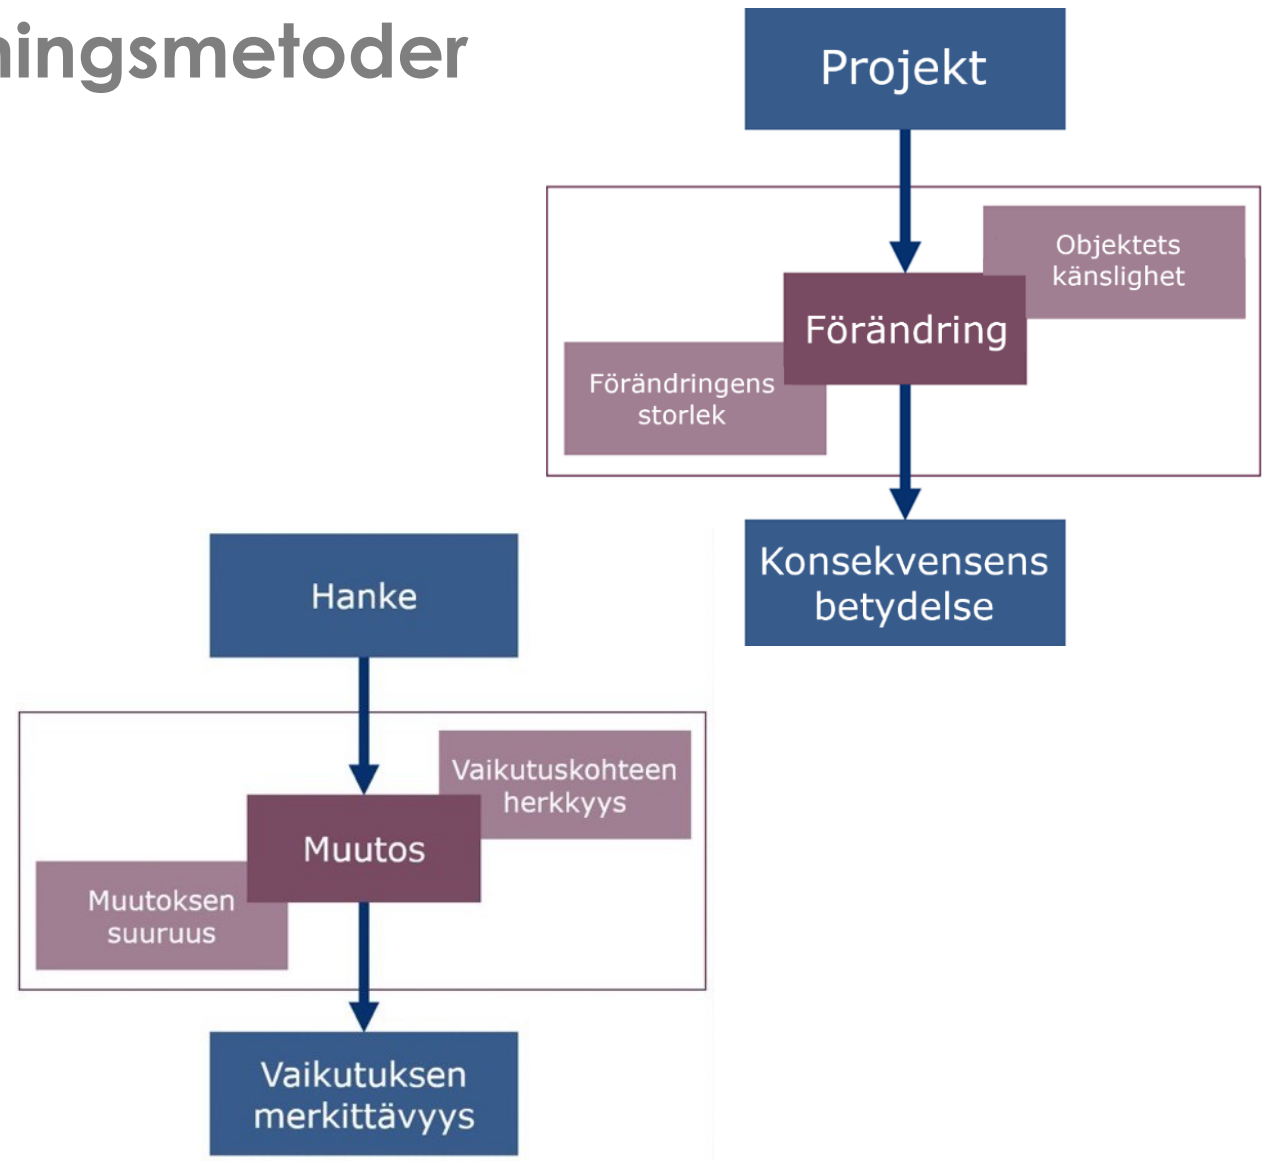 ningsmetoder
Projekt
Objektets
känslighet
Förändring
Förändringens
storlek
Konsekvensens
betydelse
Hanke
Vaikutuskohteen
herkkyys
Muutos
Muutoksen
suuruus
Vaikutuksen
merkittävyys